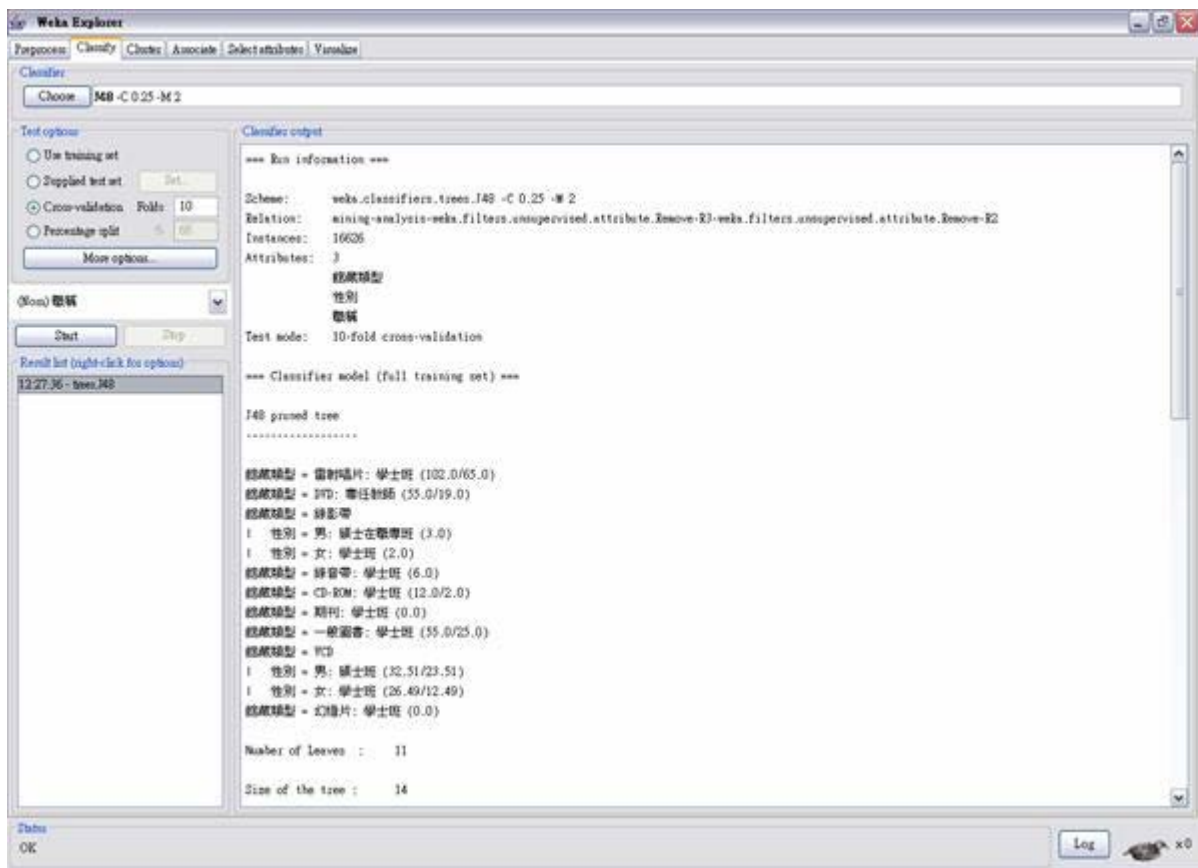 Weka Explorer
Preprocess Classify Cluster Associate Select attributes Visualize
Classifier
Choose J48 -C 0.25 -M 2
Test options
Use training set
Supplied test set Set...
Cross-validation Folds 10
Percentage split % 66
More options...
(Nom) 職稱
Start Stop
Result list (right-click for options)
12:27:36 - trees.J48
Classifier output
=== Run information ===
Scheme: weka.classifiers.trees.J48 -C 0.25 -M 2
Relation: mining-analysis-weka.filters.unsupervised.attribute.Remove-R3-weka.filters.unsupervised.attribute.Remove-R2
Instances: 16626
Attributes: 3
館藏類型
性別
職稱
Test mode: 10-fold cross-validation
=== Classifier model (full training set) ===
J48 pruned tree
------------------
館藏類型 = 雷射唱片: 學士班 (102.0/65.0)
館藏類型 = DVD: 專任教師 (55.0/19.0)
館藏類型 = 錄影帶
| 性別 = 男: 碩士在職專班 (3.0)
| 性別 = 女: 學士班 (2.0)
館藏類型 = 錄音帶: 學士班 (6.0)
館藏類型 = CD-ROM: 學士班 (12.0/2.0)
館藏類型 = 期刊: 學士班 (0.0)
館藏類型 = 一般圖書: 學士班 (55.0/25.0)
館藏類型 = VCD
| 性別 = 男: 碩士班 (32.51/23.51)
| 性別 = 女: 學士班 (26.49/12.49)
館藏類型 = 幻燈片: 學士班 (0.0)
Number of Leaves : 11
Size of the tree : 14
Status
OK
Log x 0